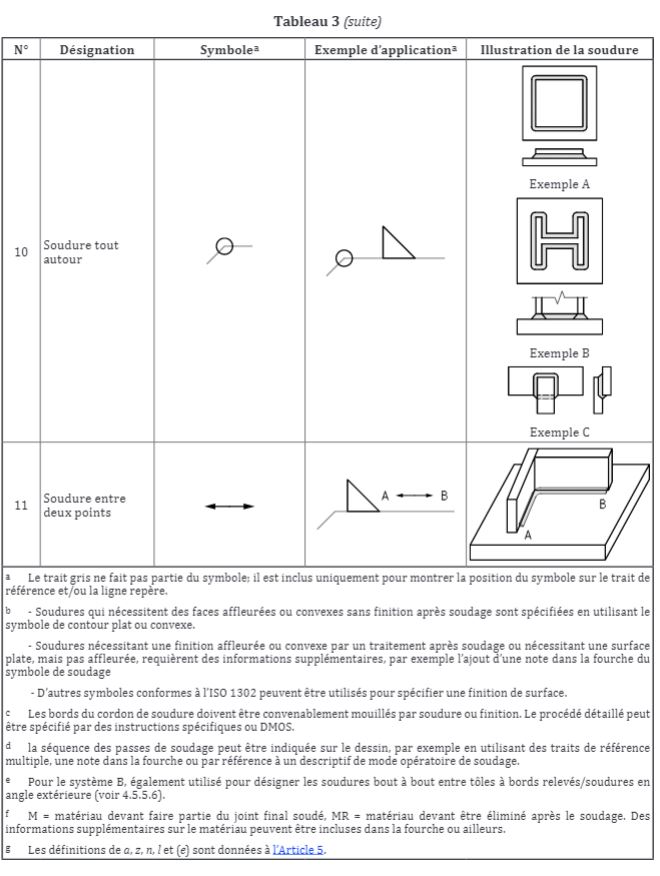 Tableau 3 (suite)
N° Désignation Symboleᵃ Exemple d'applicationᵃ Illustration de la soudure
Exemple A
10 Soudure tout
autour
Exemple B
Exemple C
11 Soudure entre
deux points
A B
A B
ᵃ Le trait gris ne fait pas partie du symbole; il est inclus uniquement pour montrer la position du symbole sur le trait de
référence et/ou la ligne repère.
ᵇ - Soudures qui nécessitent des faces affleurées ou convexes sans finition après soudage sont spécifiées en utilisant le
symbole de contour plat ou convexe.
- Soudures nécessitant une finition affleurée ou convexe par un traitement après soudage ou nécessitant une surface
plate, mais pas affleurée, requièrent des informations supplémentaires, par exemple l'ajout d'une note dans la fourche du
symbole de soudage
- D'autres symboles conformes à l'ISO 1302 peuvent être utilisés pour spécifier une finition de surface.
ᶜ Les bords du cordon de soudure doivent être convenablement mouillés par soudure ou finition. Le procédé détaillé peut
être spécifié par des instructions spécifiques ou DMOS.
ᵈ la séquence des passes de soudage peut être indiquée sur le dessin, par exemple en utilisant des traits de référence
multiple, une note dans la fourche ou par référence à un descriptif de mode opératoire de soudage.
ᵉ Pour le système B, également utilisé pour désigner les soudures bout à bout entre tôles à bords relevés/soudures en
angle extérieure (voir 4.5.5.6).
ᶠ M = matériau devant faire partie du joint final soudé, MR = matériau devant être éliminé après le soudage. Des
informations supplémentaires sur le matériau peuvent être incluses dans la fourche ou ailleurs.
ᵍ Les définitions de a, z, n, l et (e) sont données à l'Article 5.